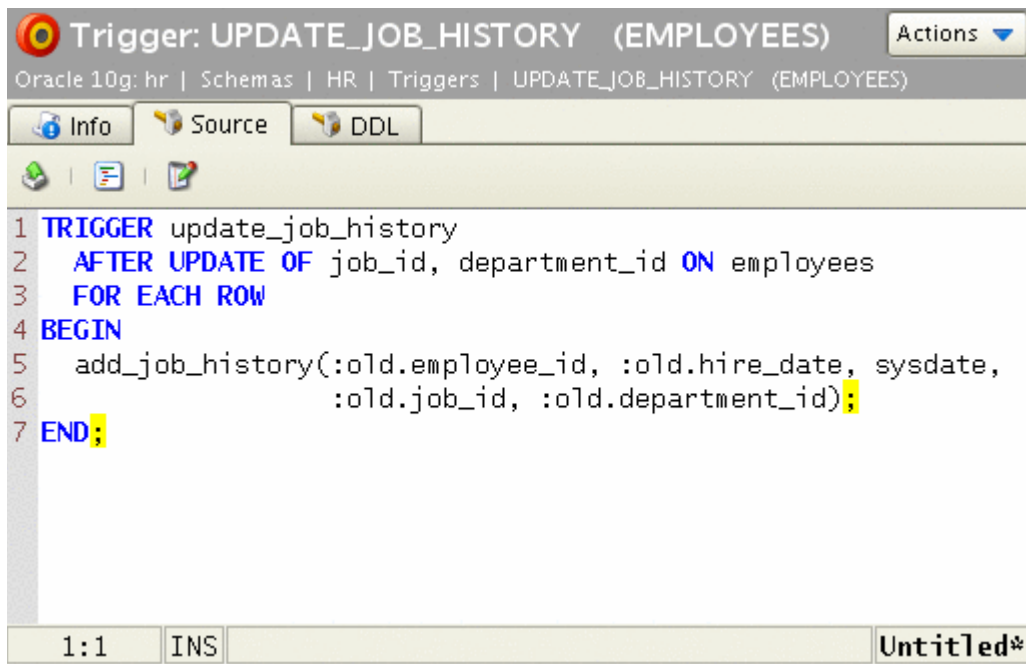 Trigger: UPDATE_JOB_HISTORY (EMPLOYEES) Actions
Oracle 10g: hr | Schemas | HR | Triggers | UPDATE_JOB_HISTORY (EMPLOYEES)
Info Source DDL
1 TRIGGER update_job_history
2 AFTER UPDATE OF job_id, department_id ON employees
3 FOR EACH ROW
4 BEGIN
5 add_job_history(:old.employee_id, :old.hire_date, sysdate,
6 :old.job_id, :old.department_id);
7 END;
1:1 INS Untitled*